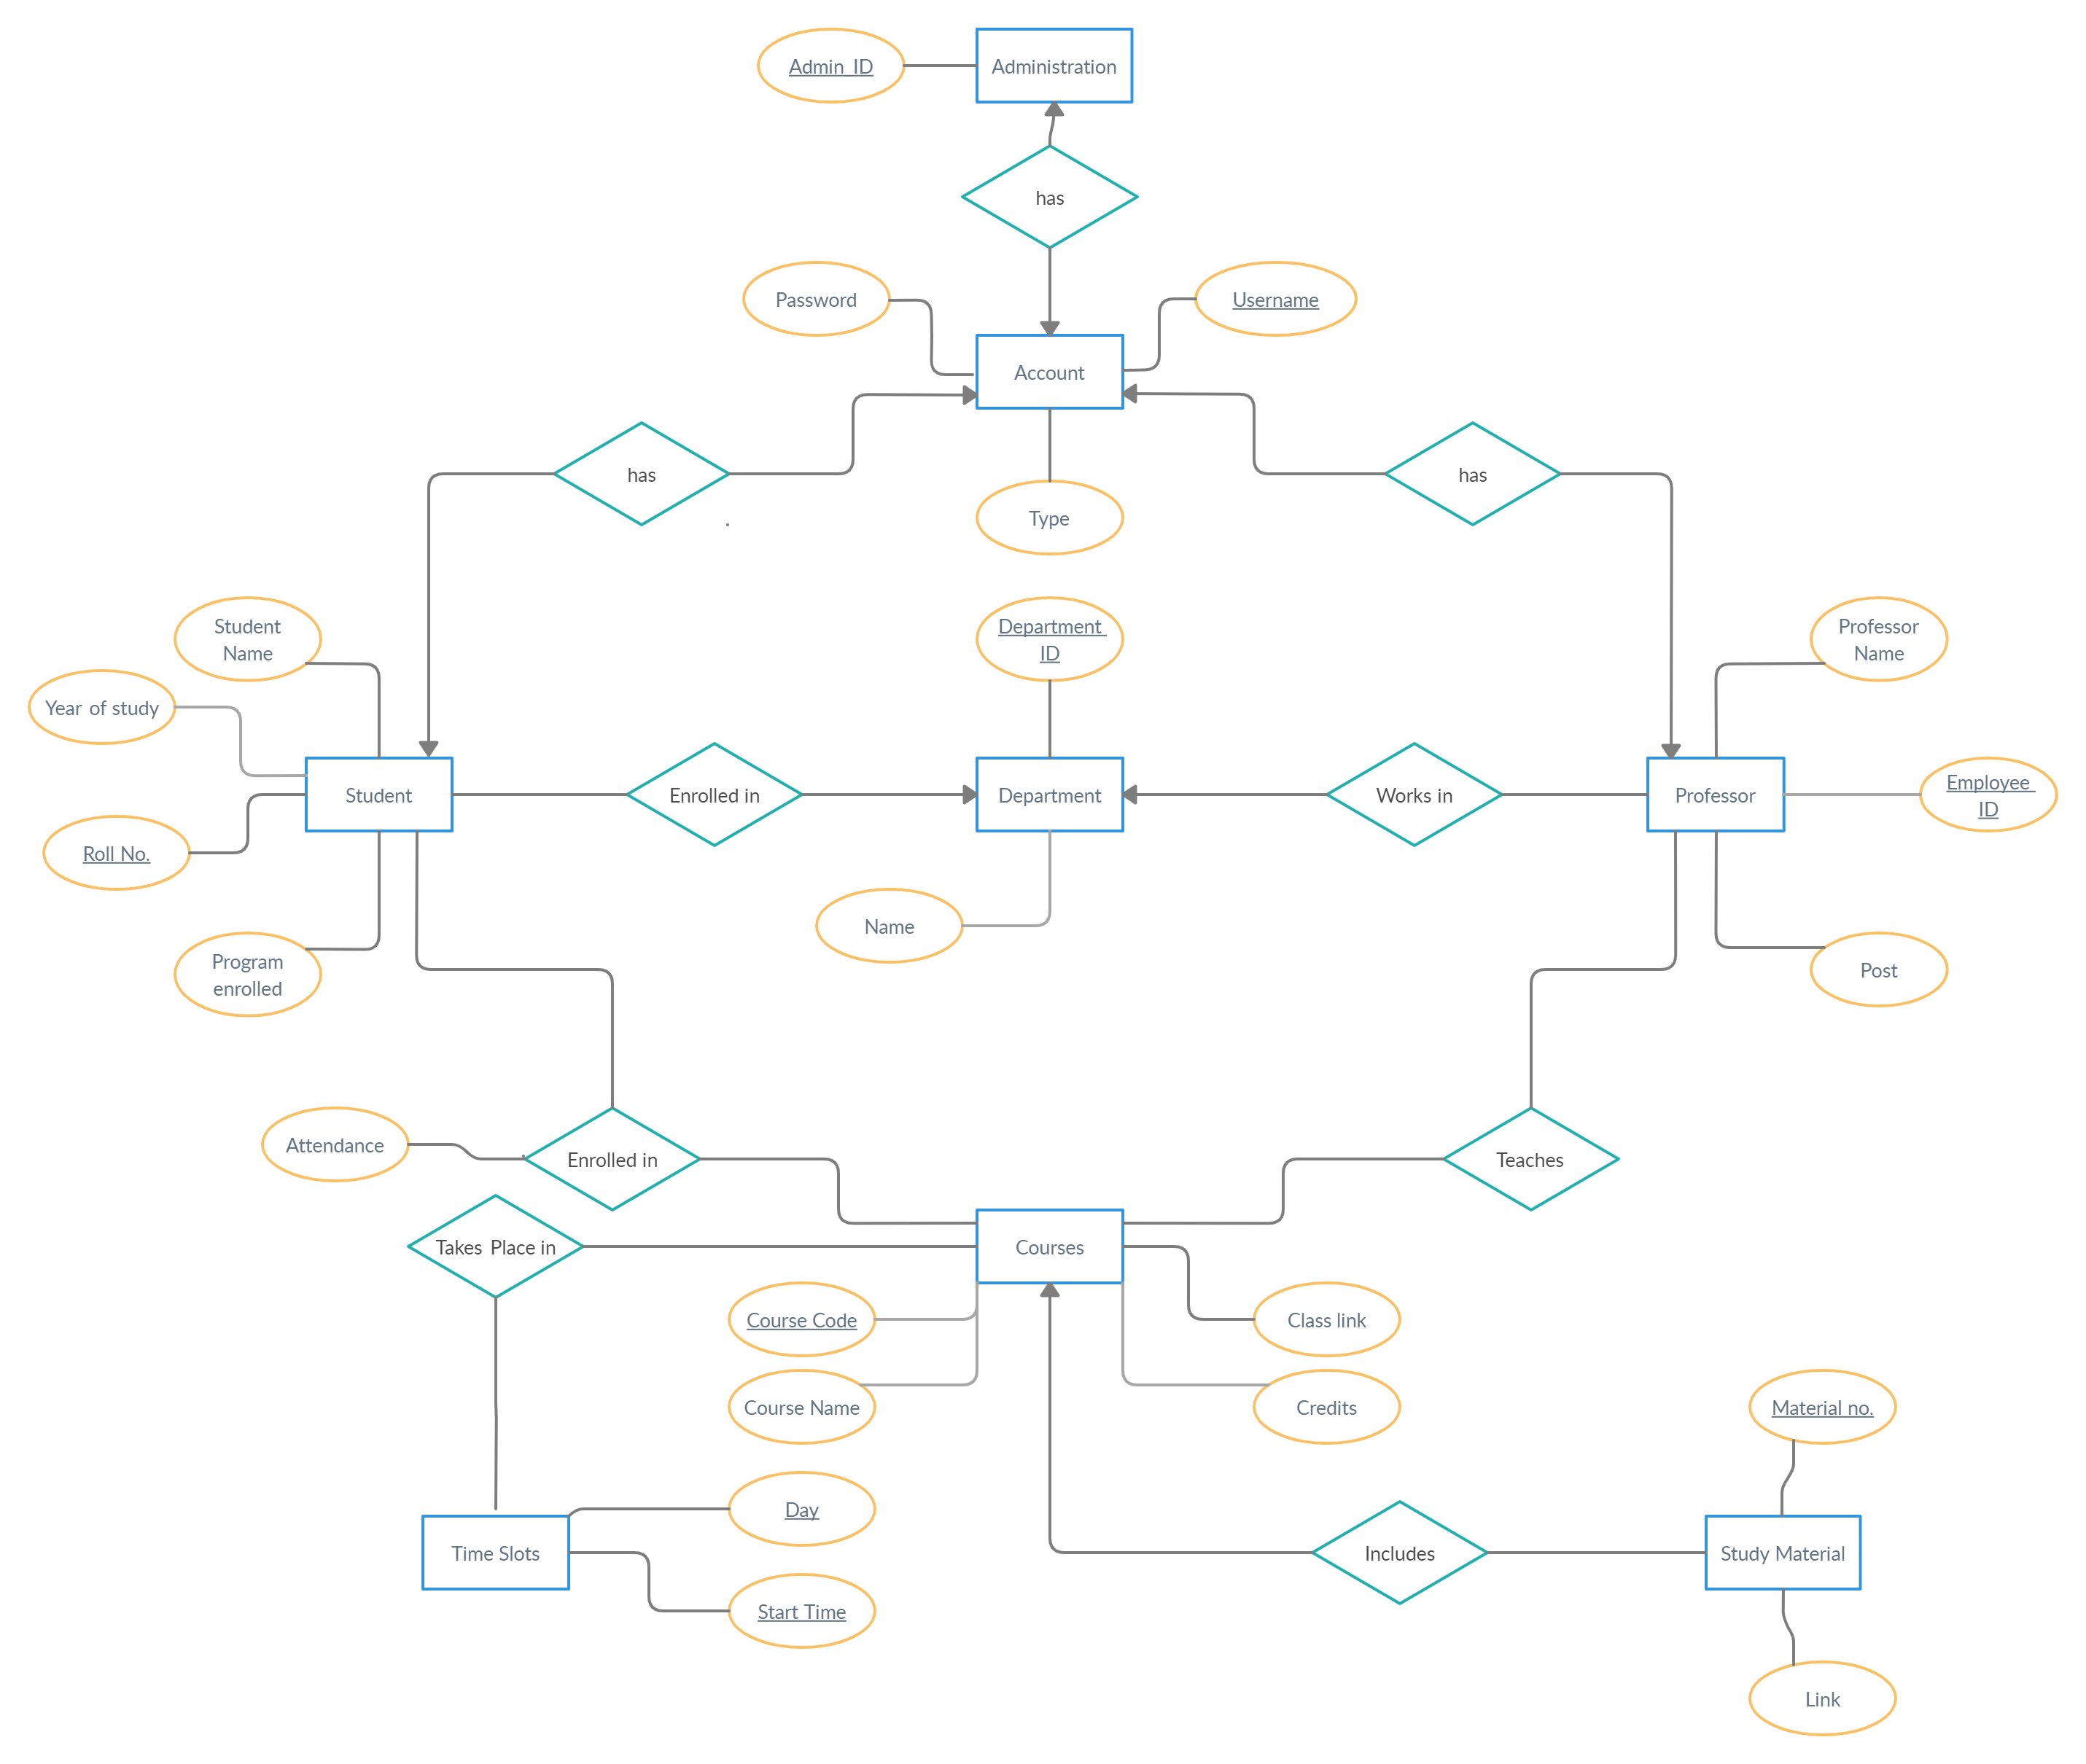 Admin_ID
Administration
has
Password
Username
Account
has
has
Type
Student
Name
Department
ID
Professor
Name
Year of study
Student
Enrolled in
Department
Works in
Professor
Employee
ID
Roll No.
Name
Program
enrolled
Post
Attendance
Enrolled in
Teaches
Takes Place in
Courses
Course Code
Class link
Course Name
Credits
Material no.
Day
Time Slots
Includes
Study Material
Start Time
Link